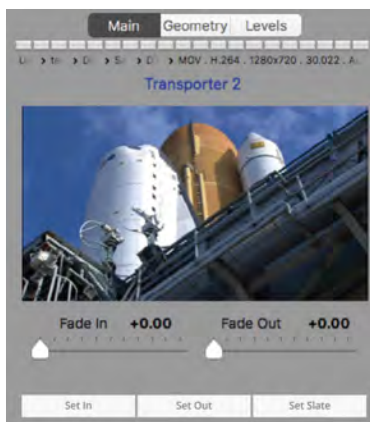 Main Geometry Levels
MOV . H.264 . 1280x720 . 30.022 .
Transporter 2
Fade In +0.00 Fade Out +0.00
Set In Set Out Set Slate